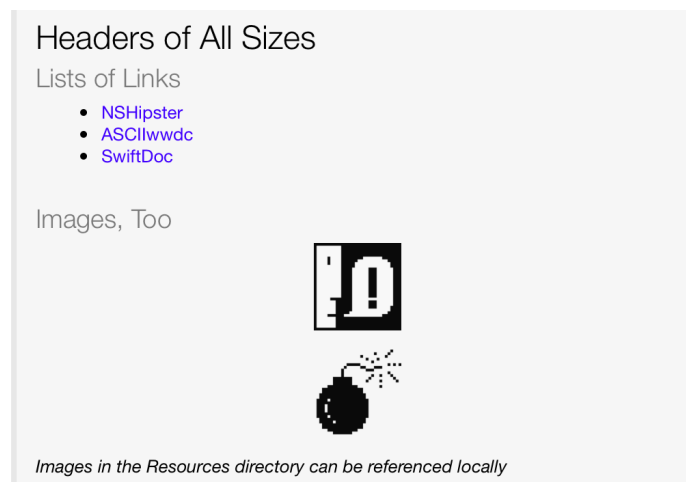 Headers of All Sizes
Lists of Links
NSHipster
ASCIIwwdc
SwiftDoc
Images, Too
!
Images in the Resources directory can be referenced locally